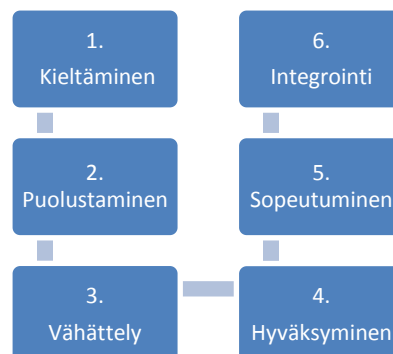 1.
Kieltäminen
2.
Puolustaminen
3.
Vähättely
4.
Hyväksyminen
5.
Sopeutuminen
6.
Integrointi